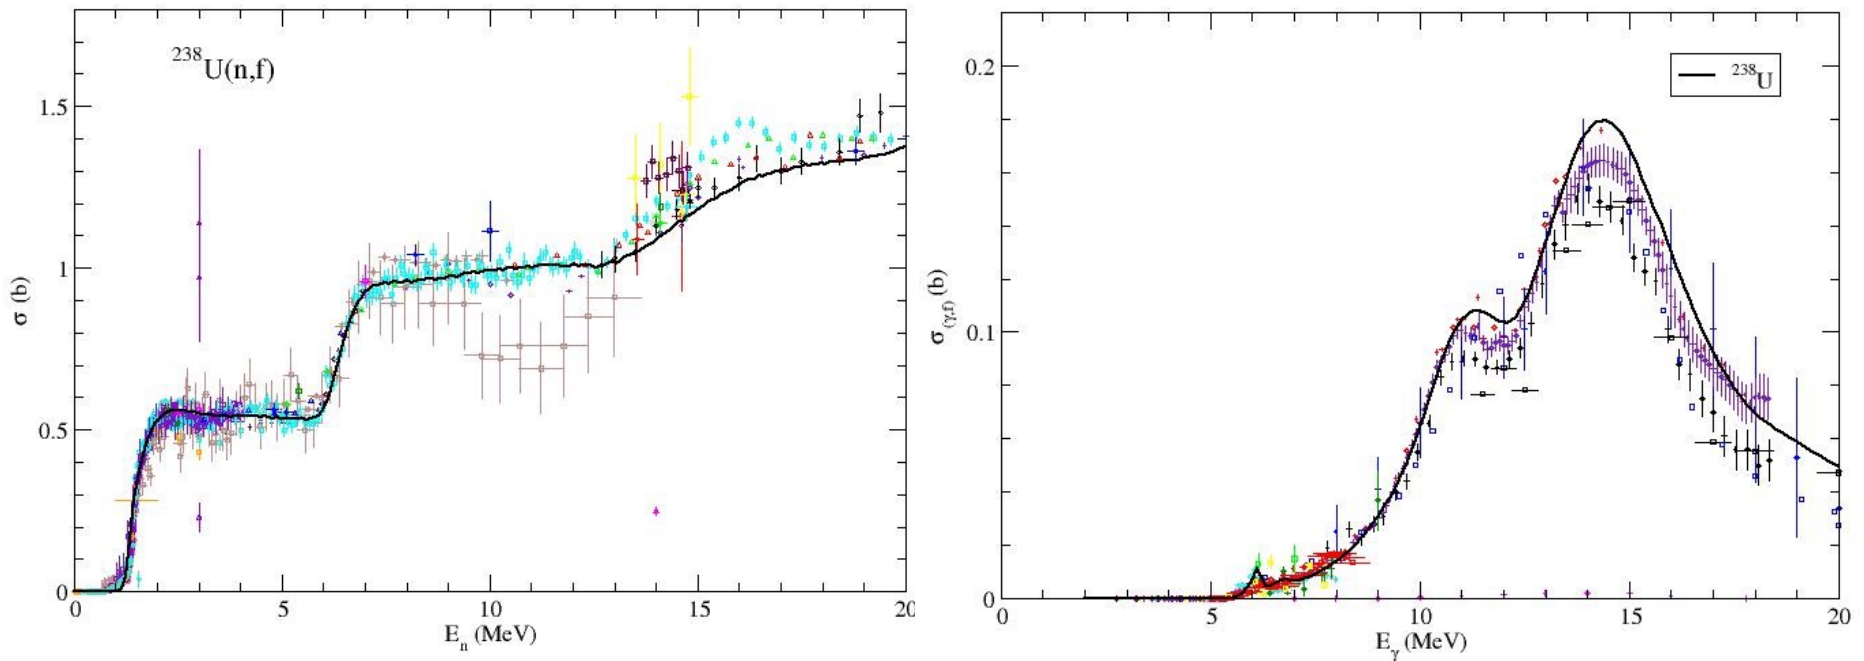 ²³⁸U(n,f)
1.5
1
0.5
0
σ (b)
0 5 10 15 20
Eₙ (MeV)
²³⁸U
0.2
0.1
0
σ₍γ,f₎ (b)
0 5 10 15 20
Eᵧ (MeV)